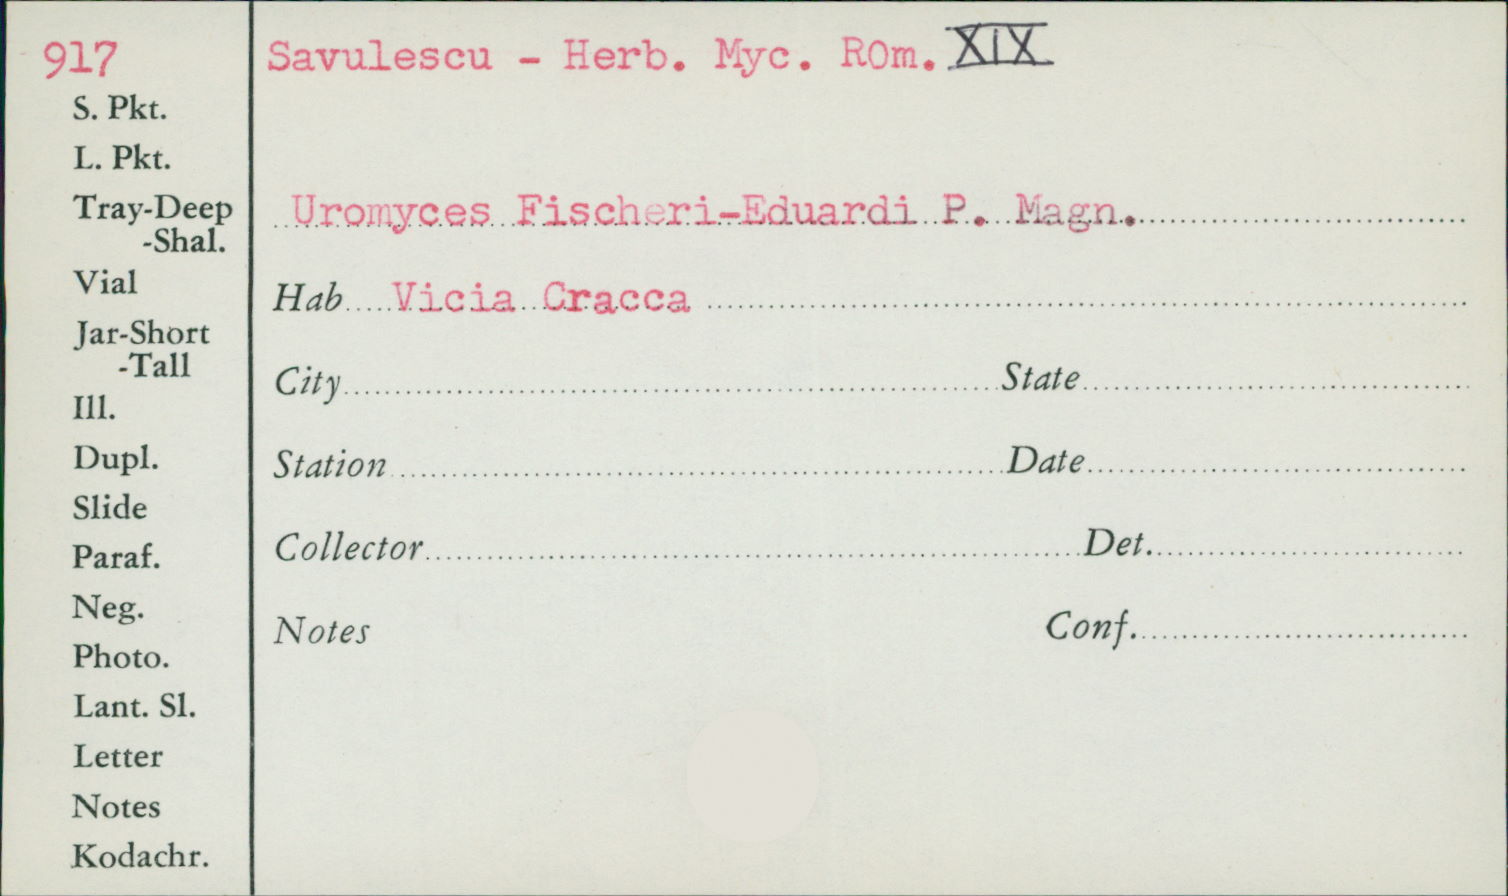 917
S. Pkt.
L. Pkt.
Tray-Deep
-Shal.
Vial
Jar-Short
-Tall
Ill.
Dupl.
Slide
Paraf.
Neg.
Photo.
Lant. Sl.
Letter
Notes
Kodachr.
Savulescu - Herb. Myc. ROm. XIX
Uromyces Fischeri-Eduardi P. Magn.
Hab Vicia Cracca
City State
Station Date
Collector Det.
Notes Conf.